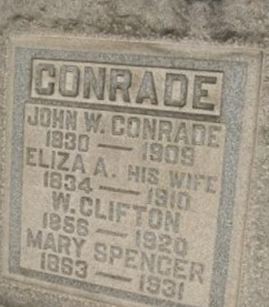 CONRADE
JOHN W. CONRADE
1830 — 1909
ELIZA A. HIS WIFE
1834 — 1910
W. CLIFTON
1856 — 1920
MARY SPENCER
1863 — 1931